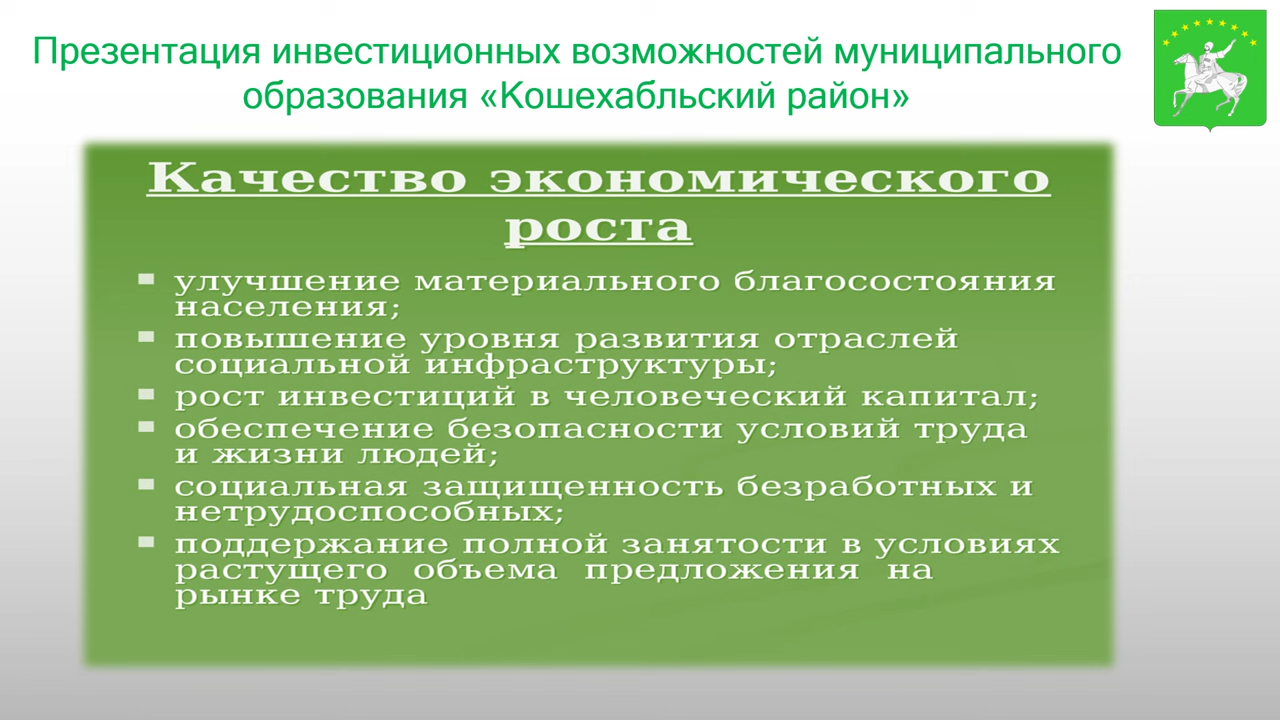 Презентация инвестиционных возможностей муниципального
образования «Кошехабльский район»
Качество экономического
роста
улучшение материального благосостояния
населения;
повышение уровня развития отраслей
социальной инфраструктуры;
рост инвестиций в человеческий капитал;
обеспечение безопасности условий труда
и жизни людей;
социальная защищенность безработных и
нетрудоспособных;
поддержание полной занятости в условиях
растущего объема предложения на
рынке труда